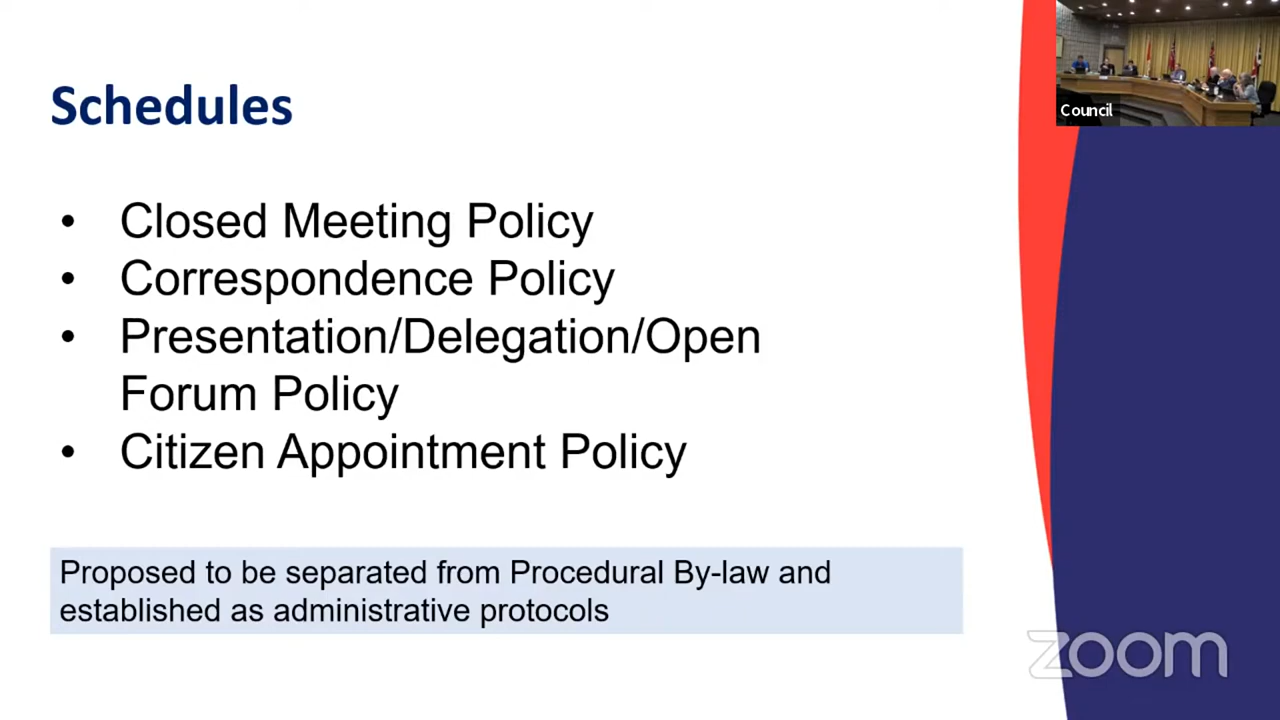 Schedules
Council
• Closed Meeting Policy
• Correspondence Policy
• Presentation/Delegation/Open
Forum Policy
• Citizen Appointment Policy
Proposed to be separated from Procedural By-law and
established as administrative protocols
zoom